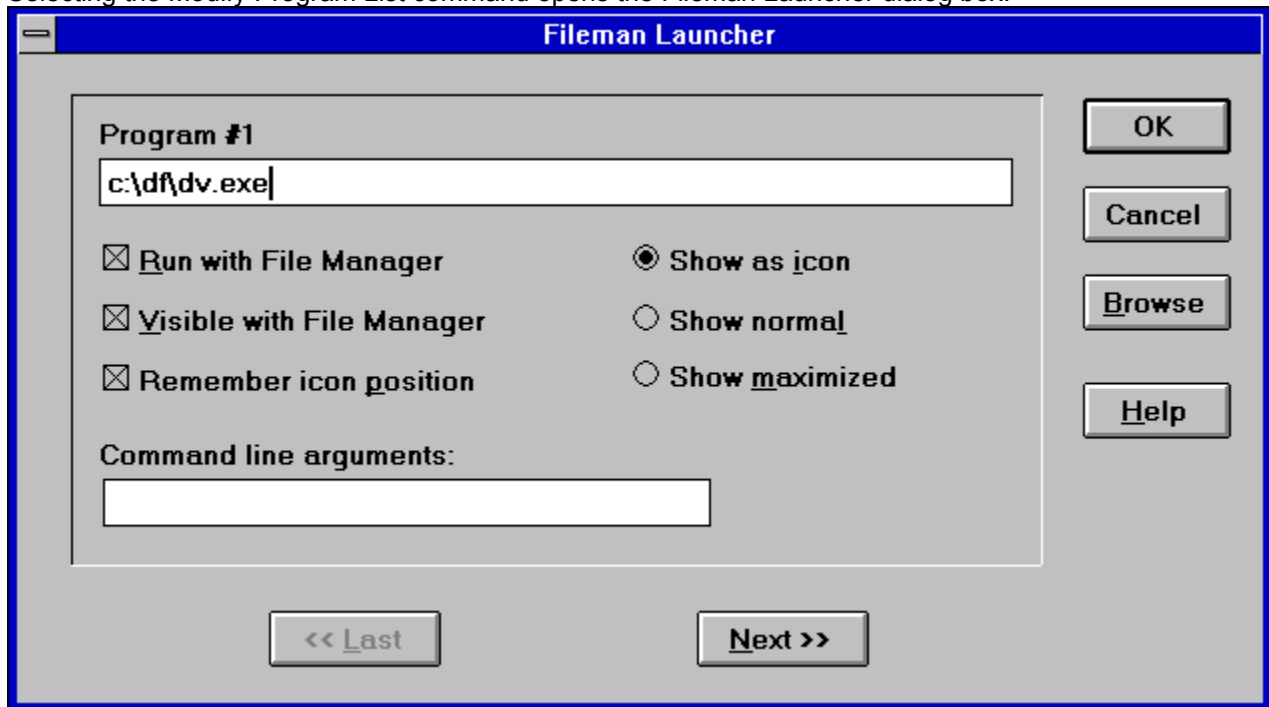 Selecting the Modify Program List command opens the Fileman Launcher dialog box.
Fileman Launcher
Program #1
c:\df\dv.exe
Run with File Manager
Show as icon
Visible with File Manager
Show normal
Remember icon position
Show maximized
Command line arguments:
OK
Cancel
Browse
Help
<< Last
Next >>